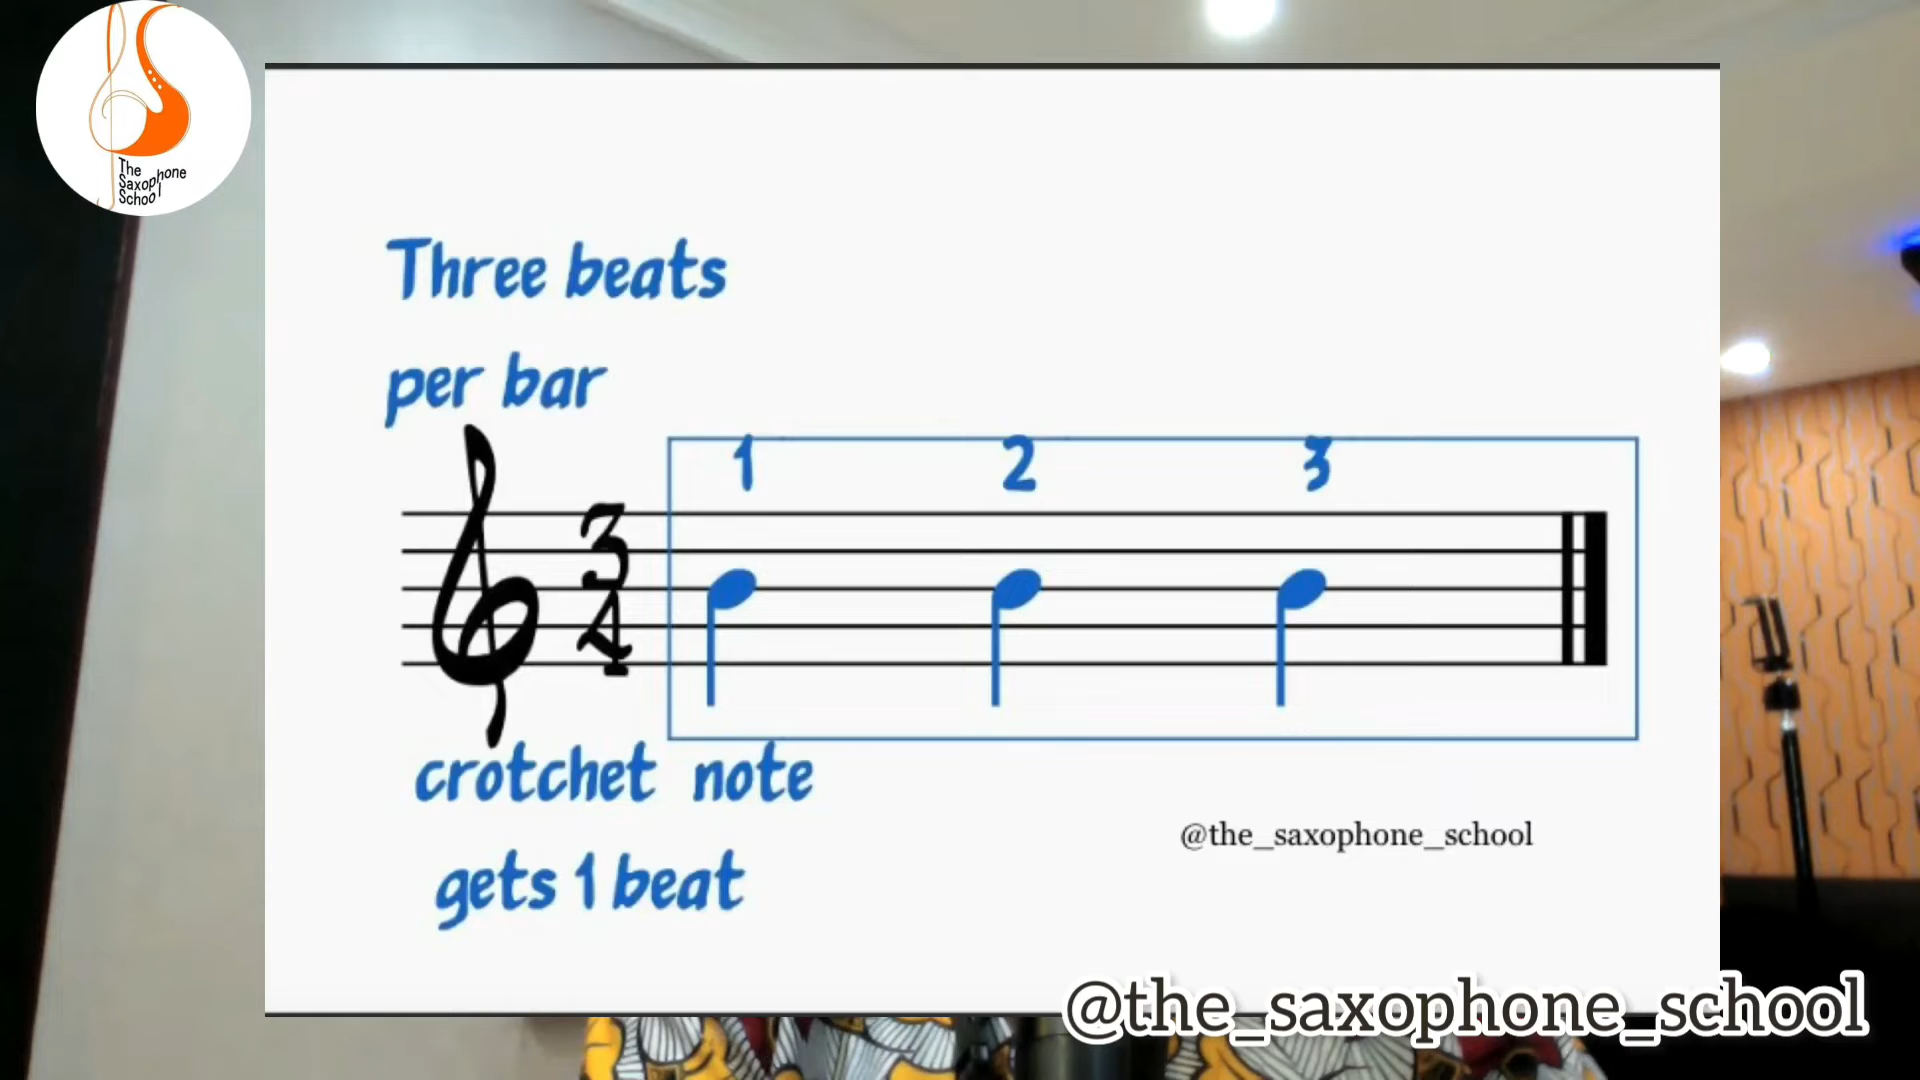 The
Saxophone
School
Three beats
per bar
1 2 3
3
4
crotchet note
gets 1 beat
@the_saxophone_school
@the_saxophone_school